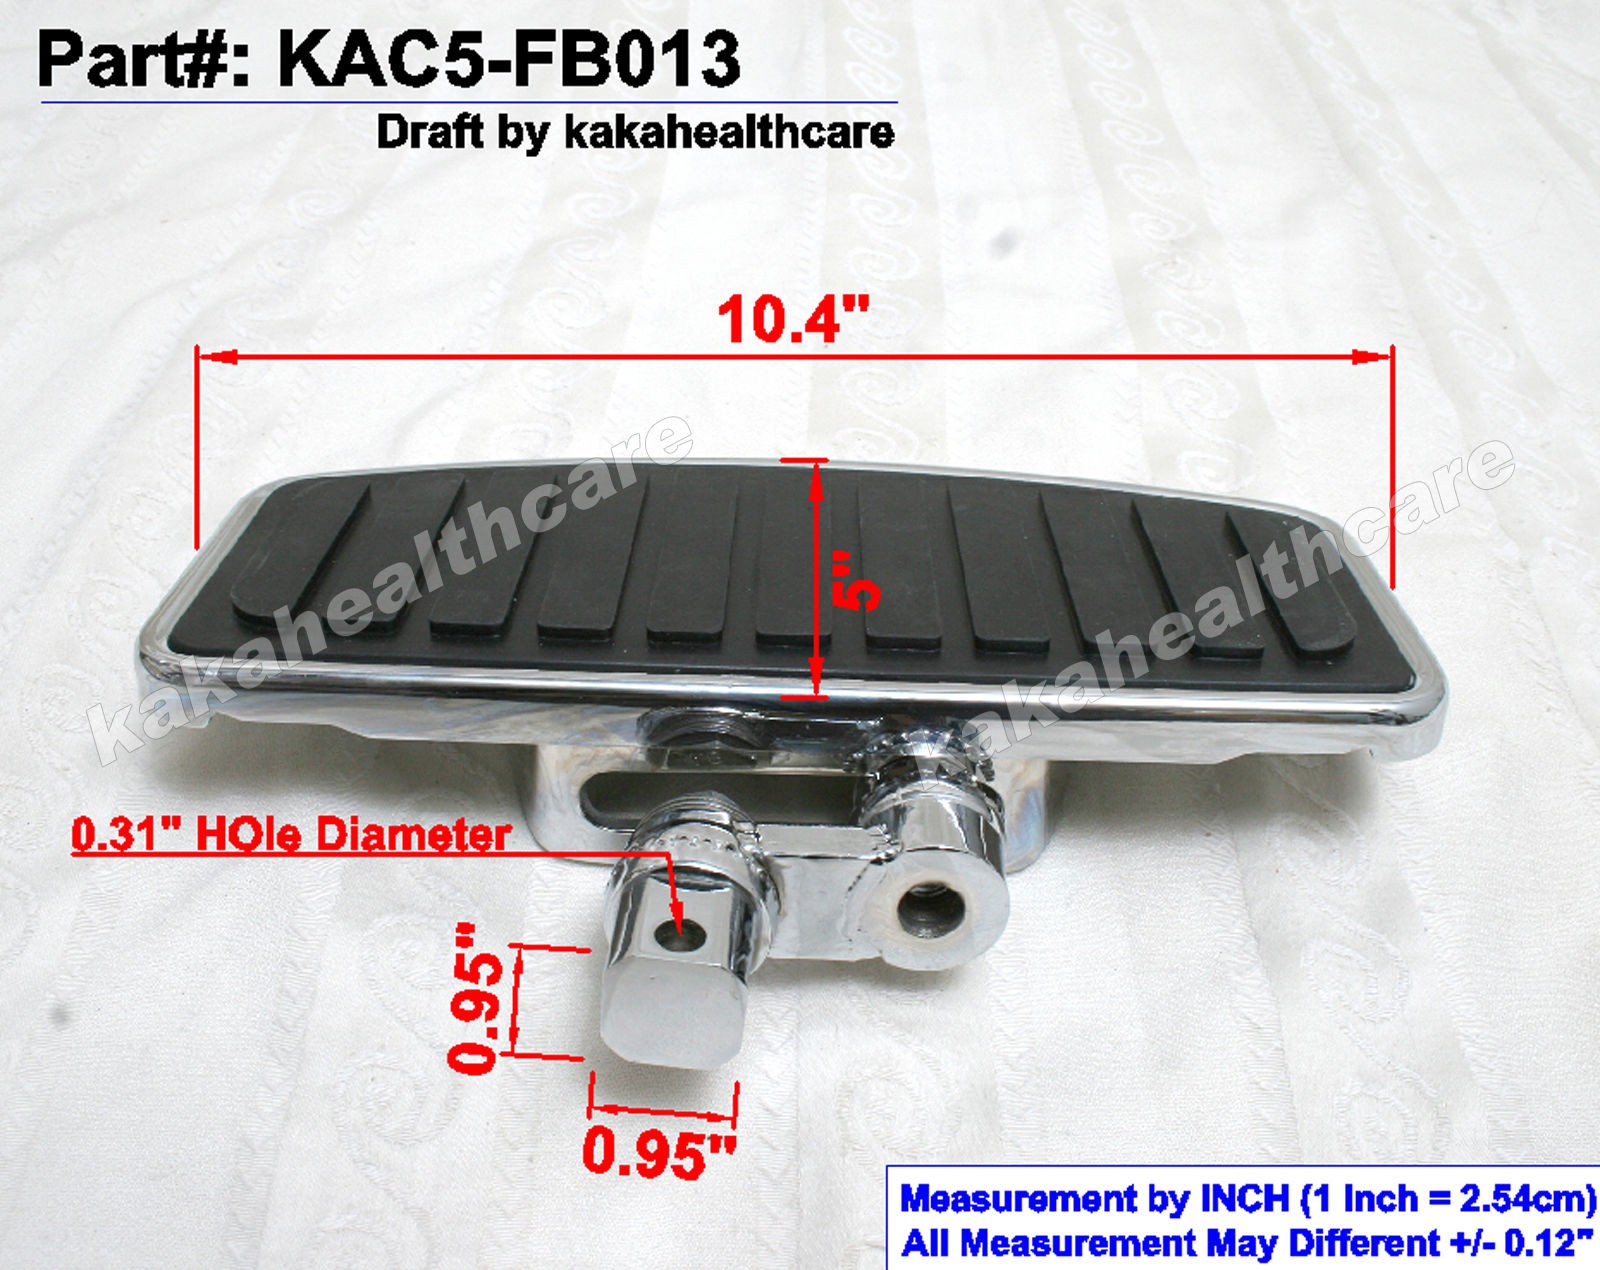 Part#: KAC5-FB013
Draft by kakahealthcare
10.4"
5"
kakahealthcare
kakahealthcare
0.31" HOle Diameter
0.95"
0.95"
Measurement by INCH (1 Inch = 2.54cm)
All Measurement May Different +/- 0.12"